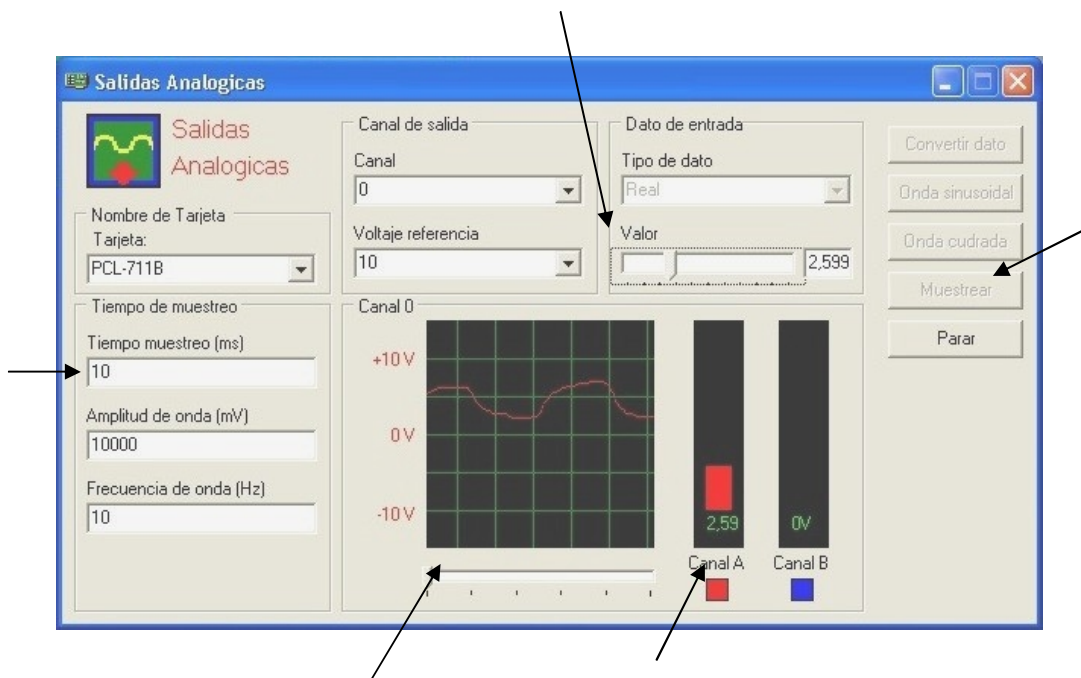 Salidas Analogicas
Salidas
Analogicas
Nombre de Tarjeta
Tarjeta:
PCL-711B
Tiempo de muestreo
Tiempo muestreo (ms)
10
Amplitud de onda (mV)
10000
Frecuencia de onda (Hz)
10
Canal de salida
Canal
0
Voltaje referencia
10
Dato de entrada
Tipo de dato
Real
Valor
2,599
Canal 0
+10 V
0 V
-10 V
2,59
0V
Canal A
Canal B
Convertir dato
Onda sinusoidal
Onda cudrada
Muestrear
Parar